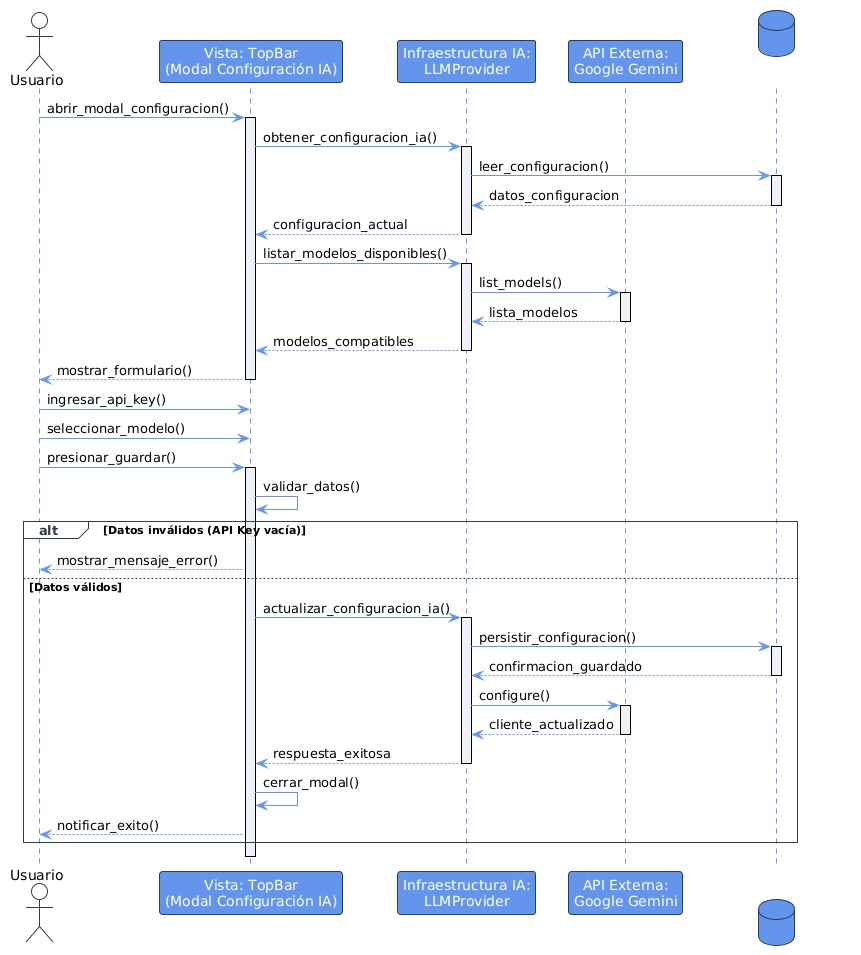 Usuario
Vista: TopBar
(Modal Configuración IA)
Infraestructura IA:
LLMProvider
API Externa:
Google Gemini
abrir_modal_configuracion()
obtener_configuracion_ia()
leer_configuracion()
datos_configuracion
configuracion_actual
listar_modelos_disponibles()
list_models()
lista_modelos
modelos_compatibles
mostrar_formulario()
ingresar_api_key()
seleccionar_modelo()
presionar_guardar()
validar_datos()
alt [Datos inválidos (API Key vacía)]
mostrar_mensaje_error()
[Datos válidos]
actualizar_configuracion_ia()
persistir_configuracion()
confirmacion_guardado
configure()
cliente_actualizado
respuesta_exitosa
cerrar_modal()
notificar_exito()
Usuario
Vista: TopBar
(Modal Configuración IA)
Infraestructura IA:
LLMProvider
API Externa:
Google Gemini